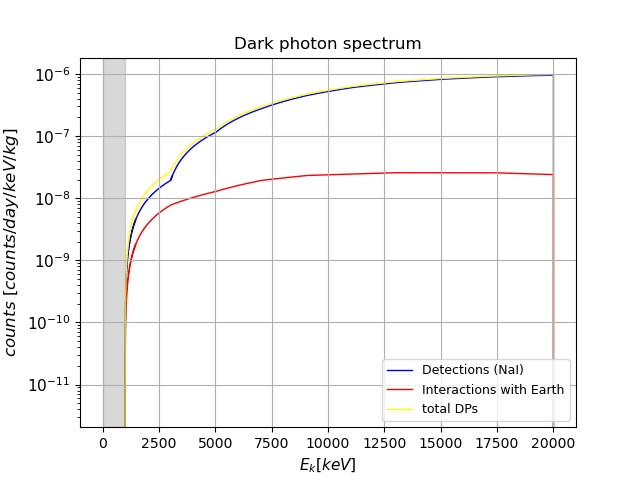 Dark photon spectrum
counts [counts/day/keV/kg]
10⁻⁶
10⁻⁷
10⁻⁸
10⁻⁹
10⁻¹⁰
10⁻¹¹
Detections (NaI)
Interactions with Earth
total DPs
0 2500 5000 7500 10000 12500 15000 17500 20000
Eₖ[keV]